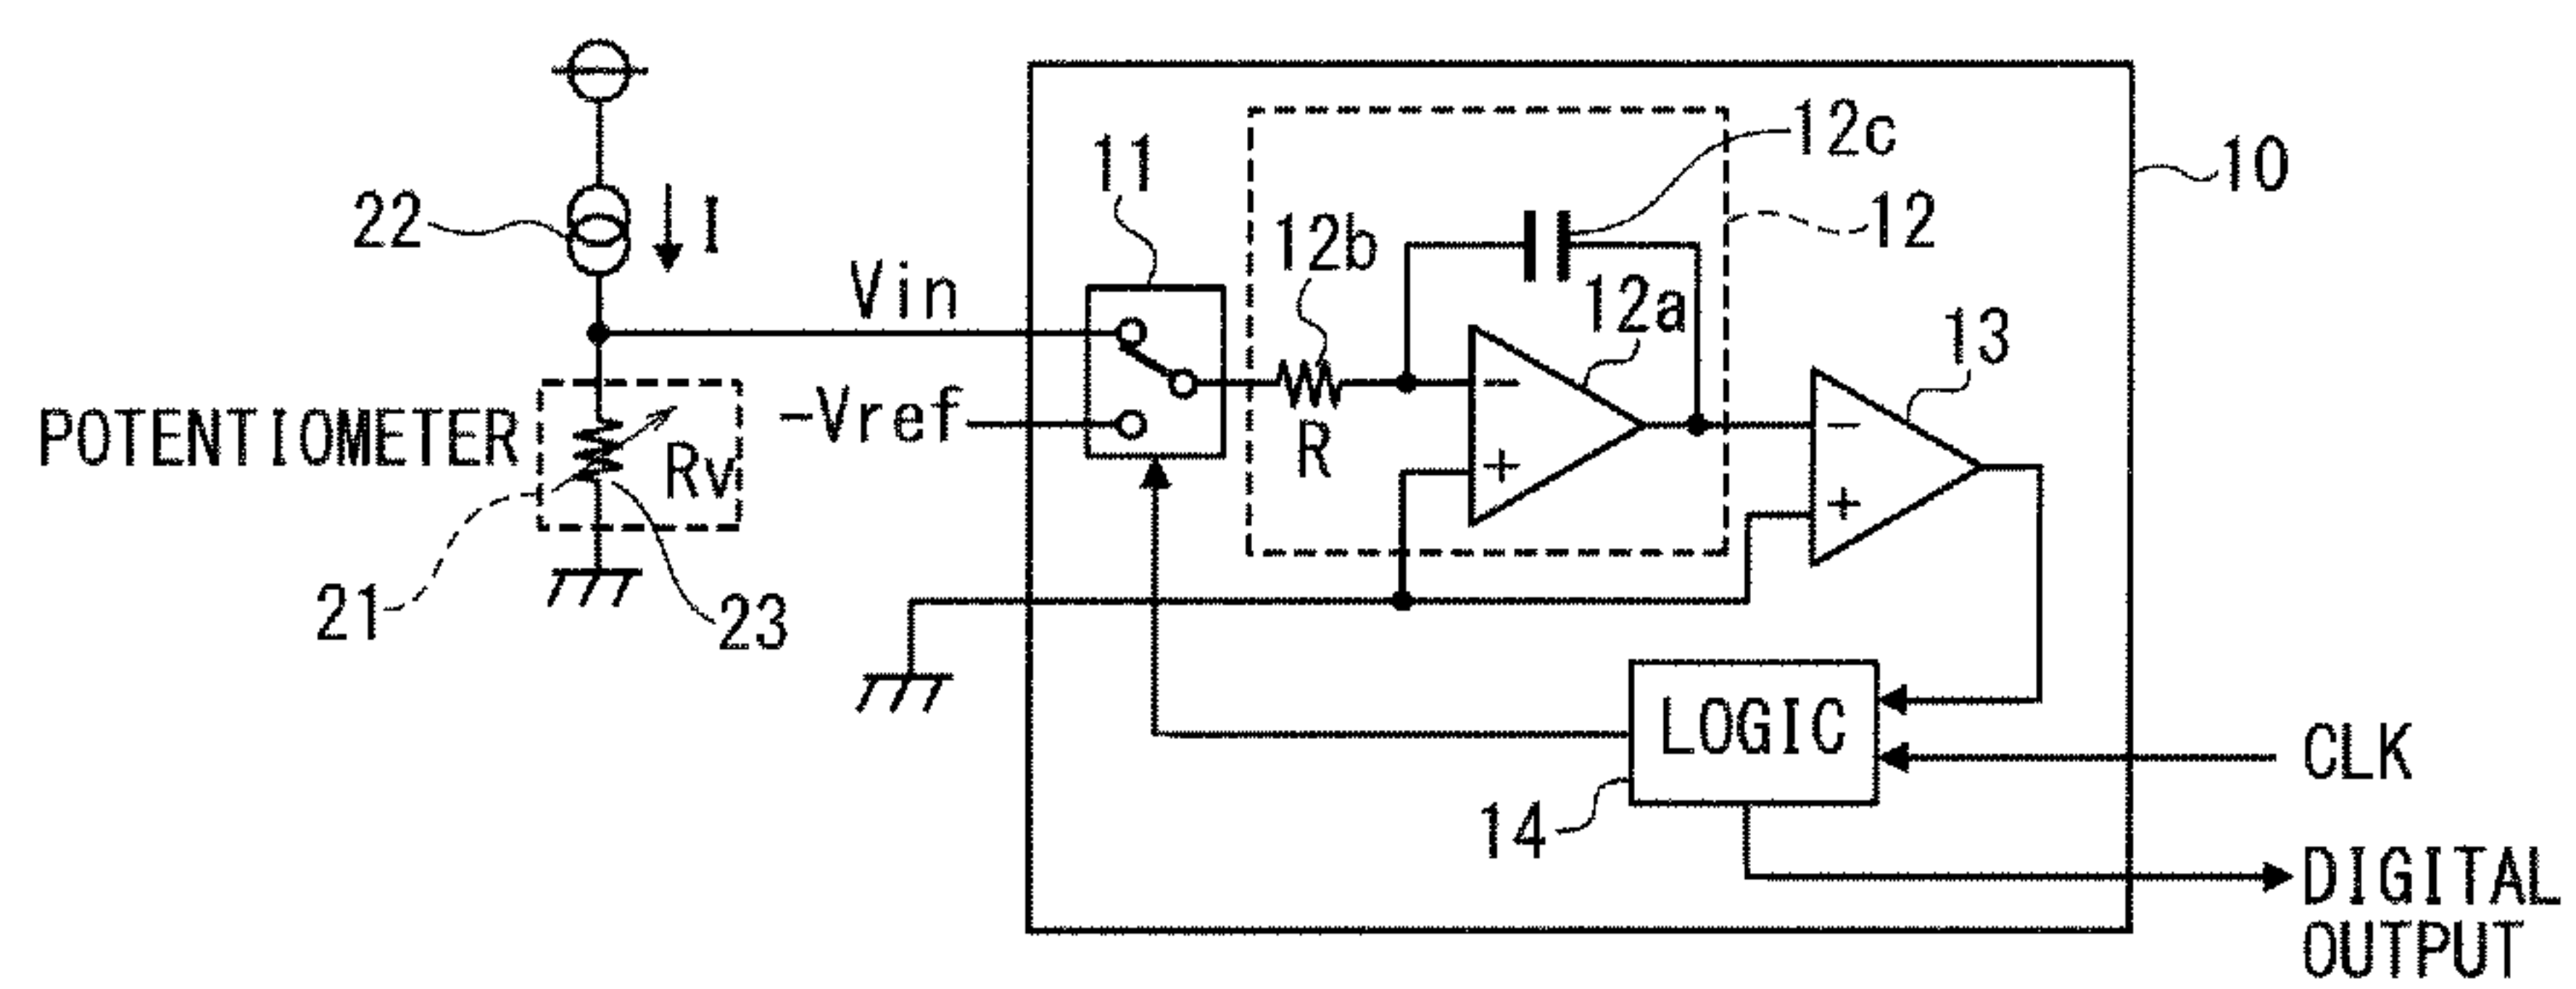 12c
11
10
22
I
12b
12
Vin
12a
13
-Vref
POTENTIOMETER
Rv
R
−
+
−
+
21
23
LOGIC
CLK
14
DIGITAL
OUTPUT